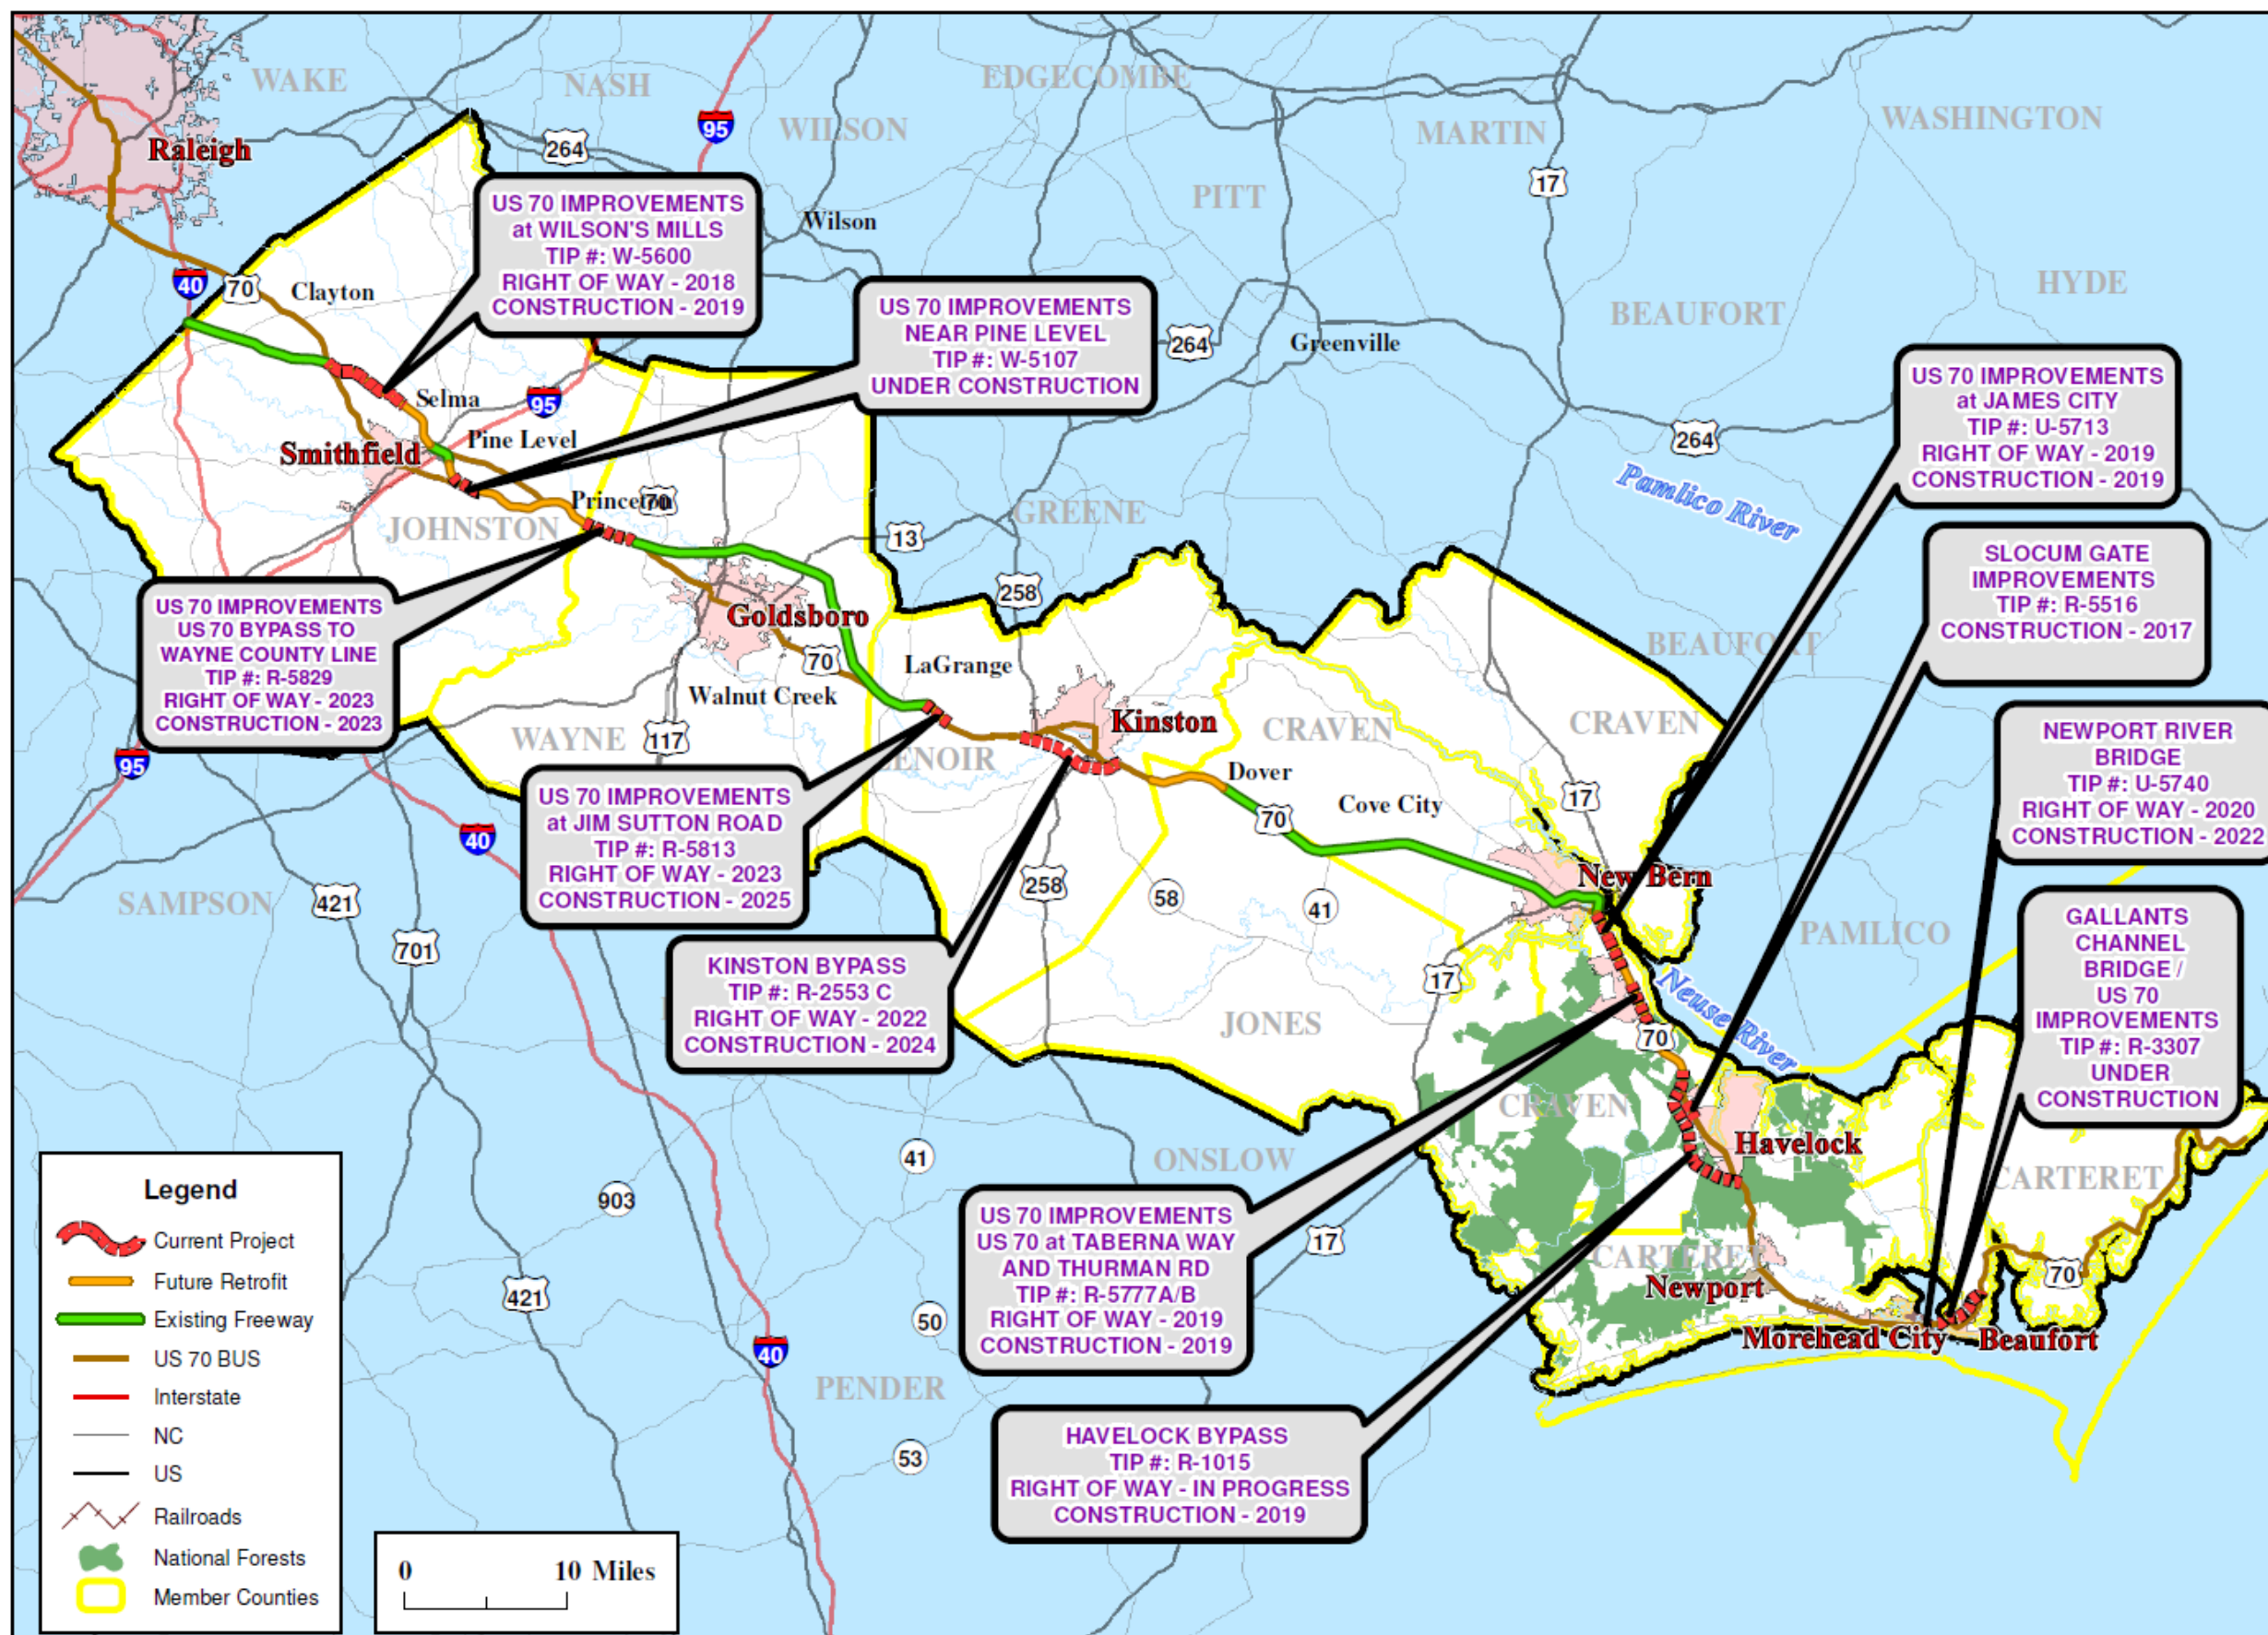 WAKE
NASH
EDGECOMBE
WASHINGTON
95
WILSON
MARTIN
Raleigh
264
17
PITT
US 70 IMPROVEMENTS
at WILSON'S MILLS
TIP #: W-5600
RIGHT OF WAY - 2018
CONSTRUCTION - 2019
Wilson
HYDE
40
70
Clayton
BEAUFORT
US 70 IMPROVEMENTS
NEAR PINE LEVEL
TIP #: W-5107
UNDER CONSTRUCTION
264
Greenville
US 70 IMPROVEMENTS
at JAMES CITY
TIP #: U-5713
RIGHT OF WAY - 2019
CONSTRUCTION - 2019
Selma
95
Pine Level
264
Smithfield
Pamlico River
Princeton
70
JOHNSTON
GREENE
13
SLOCUM GATE
IMPROVEMENTS
TIP #: R-5516
CONSTRUCTION - 2017
258
US 70 IMPROVEMENTS
US 70 BYPASS TO
WAYNE COUNTY LINE
TIP #: R-5829
RIGHT OF WAY - 2023
CONSTRUCTION - 2023
Goldsboro
BEAUFORT
70
LaGrange
Walnut Creek
Kinston
CRAVEN
CRAVEN
WAYNE
117
LENOIR
NEWPORT RIVER
BRIDGE
TIP #: U-5740
RIGHT OF WAY - 2020
CONSTRUCTION - 2022
95
Dover
17
Cove City
70
US 70 IMPROVEMENTS
at JIM SUTTON ROAD
TIP #: R-5813
RIGHT OF WAY - 2023
CONSTRUCTION - 2025
40
New Bern
258
58
41
SAMPSON
421
701
PAMLICO
GALLANTS
CHANNEL
BRIDGE /
US 70
IMPROVEMENTS
TIP #: R-3307
UNDER
CONSTRUCTION
KINSTON BYPASS
TIP #: R-2553 C
RIGHT OF WAY - 2022
CONSTRUCTION - 2024
17
Neuse River
JONES
70
CRAVEN
Havelock
41
ONSLOW
CARTERET
903
US 70 IMPROVEMENTS
US 70 at TABERNA WAY
AND THURMAN RD
TIP #: R-5777A/B
RIGHT OF WAY - 2019
CONSTRUCTION - 2019
17
CARTERET
Newport
70
421
50
40
Morehead City
Beaufort
PENDER
HAVELOCK BYPASS
TIP #: R-1015
RIGHT OF WAY - IN PROGRESS
CONSTRUCTION - 2019
53
Legend
Current Project
Future Retrofit
Existing Freeway
US 70 BUS
Interstate
NC
US
Railroads
National Forests
Member Counties
0 10 Miles